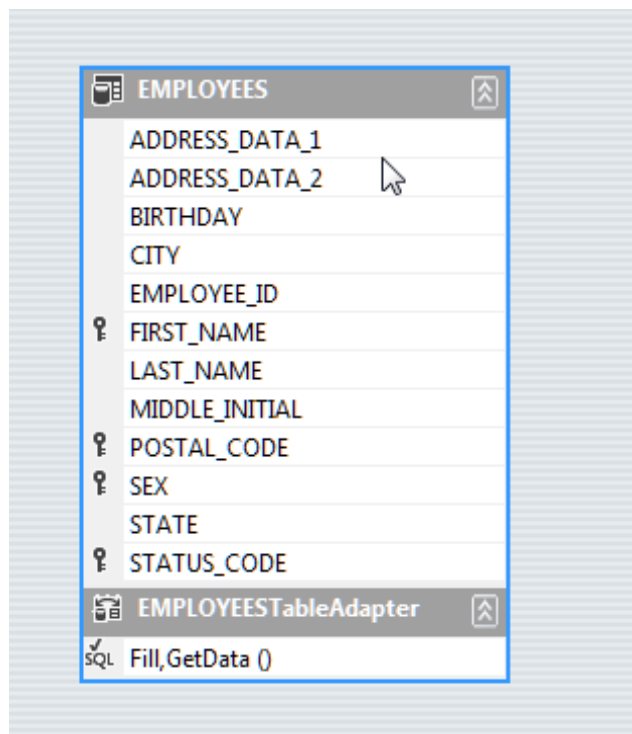 EMPLOYEES
ADDRESS_DATA_1
ADDRESS_DATA_2
BIRTHDAY
CITY
EMPLOYEE_ID
FIRST_NAME
LAST_NAME
MIDDLE_INITIAL
POSTAL_CODE
SEX
STATE
STATUS_CODE
EMPLOYEESTableAdapter
SQL Fill,GetData ()